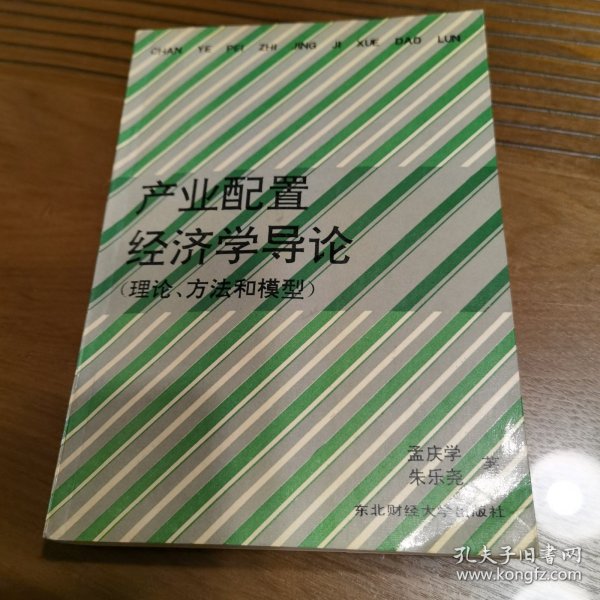 CHAN YE PEI ZHI JING JI XUE DAO LUN
产业配置
经济学导论
(理论、方法和模型)
孟庆学
朱乐尧 著
东北财经大学出版社
孔夫子旧书网
www.kongfz.com